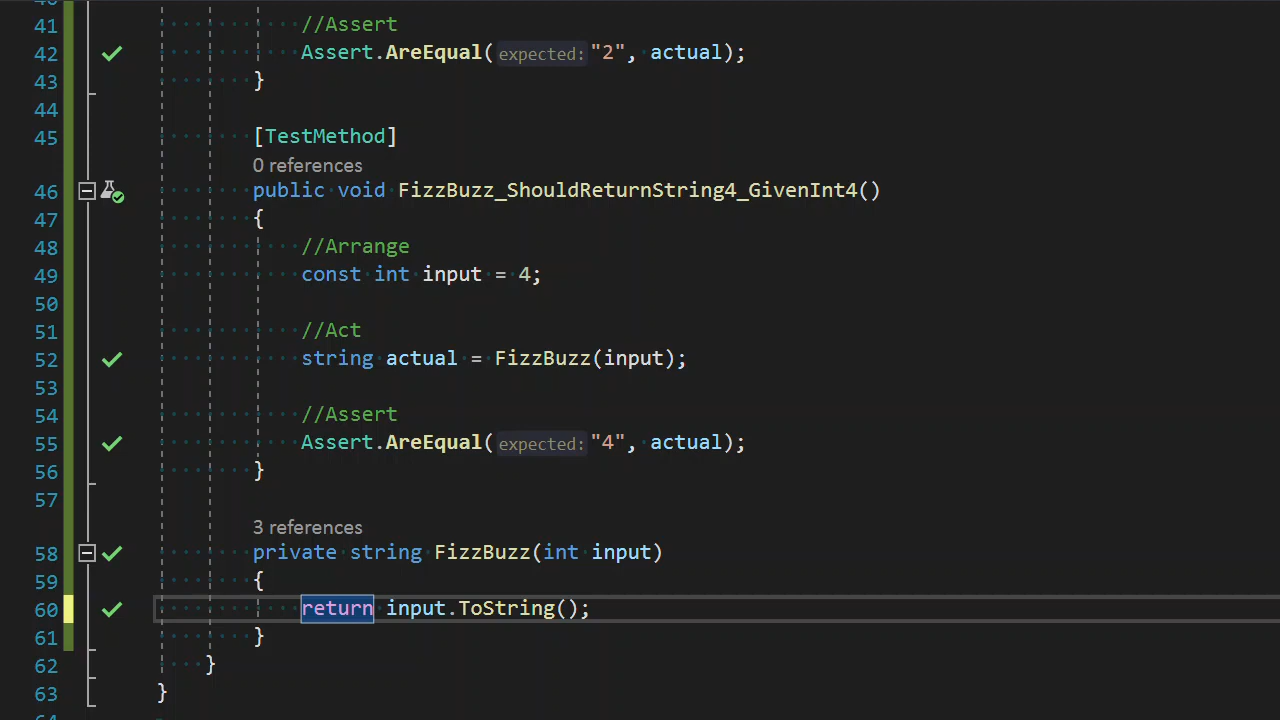 41 //Assert
42 Assert.AreEqual(expected: "2", actual);
43 }
44
45 [TestMethod]
0 references
46 public void FizzBuzz_ShouldReturnString4_GivenInt4()
47 {
48 //Arrange
49 const int input = 4;
50
51 //Act
52 string actual = FizzBuzz(input);
53
54 //Assert
55 Assert.AreEqual(expected: "4", actual);
56 }
57
3 references
58 private string FizzBuzz(int input)
59 {
60 return input.ToString();
61 }
62 }
63 }